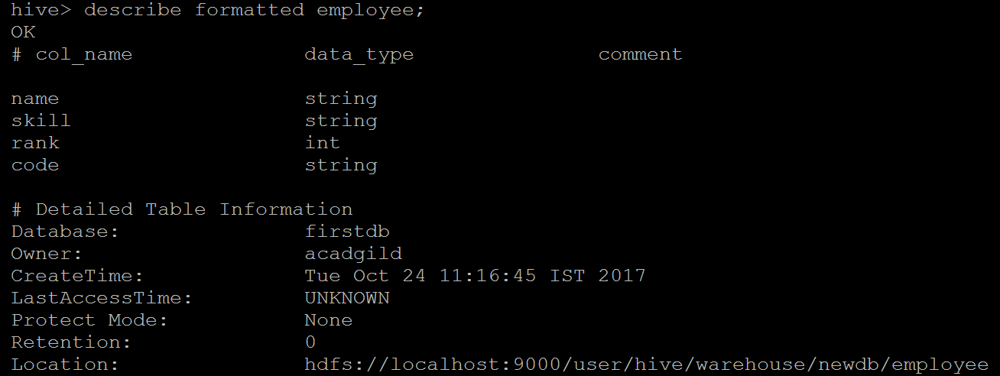 hive> describe formatted employee;
OK
# col_name data_type comment
name string
skill string
rank int
code string
# Detailed Table Information
Database: firstdb
Owner: acadgild
CreateTime: Tue Oct 24 11:16:45 IST 2017
LastAccessTime: UNKNOWN
Protect Mode: None
Retention: 0
Location: hdfs://localhost:9000/user/hive/warehouse/newdb/employee